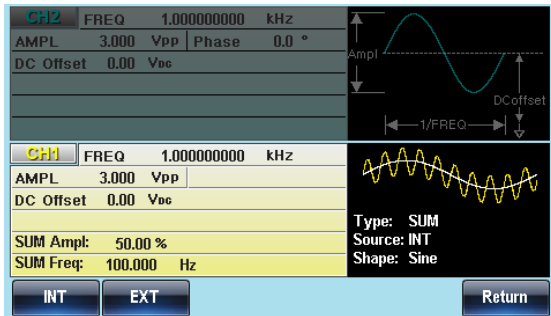 CH2 FREQ 1.000000000 kHz
AMPL 3.000 Vpp Phase 0.0 °
DC Offset 0.00 VDC
Ampl
DCoffset
1/FREQ
CH1 FREQ 1.000000000 kHz
AMPL 3.000 Vpp
DC Offset 0.00 VDC
SUM Ampl: 50.00 %
SUM Freq: 100.000 Hz
Type: SUM
Source: INT
Shape: Sine
INT EXT Return